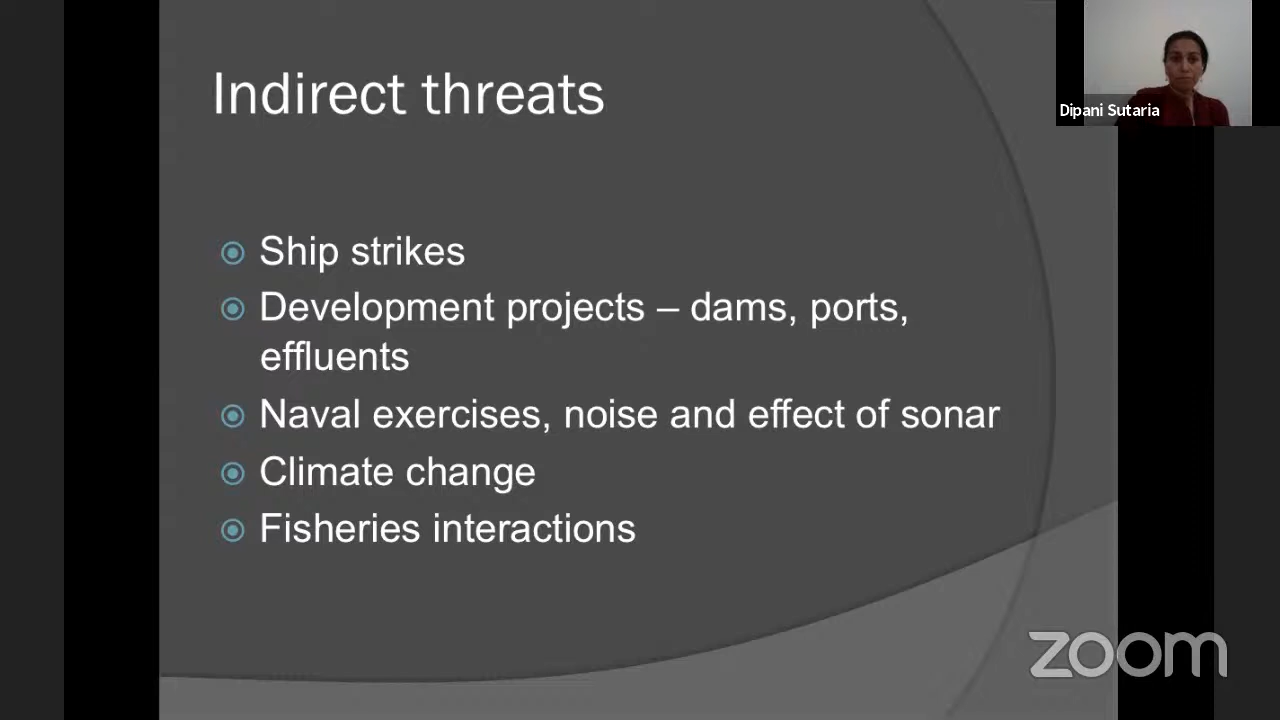 Indirect threats
Dipani Sutaria
Ship strikes
Development projects – dams, ports,
effluents
Naval exercises, noise and effect of sonar
Climate change
Fisheries interactions
zoom